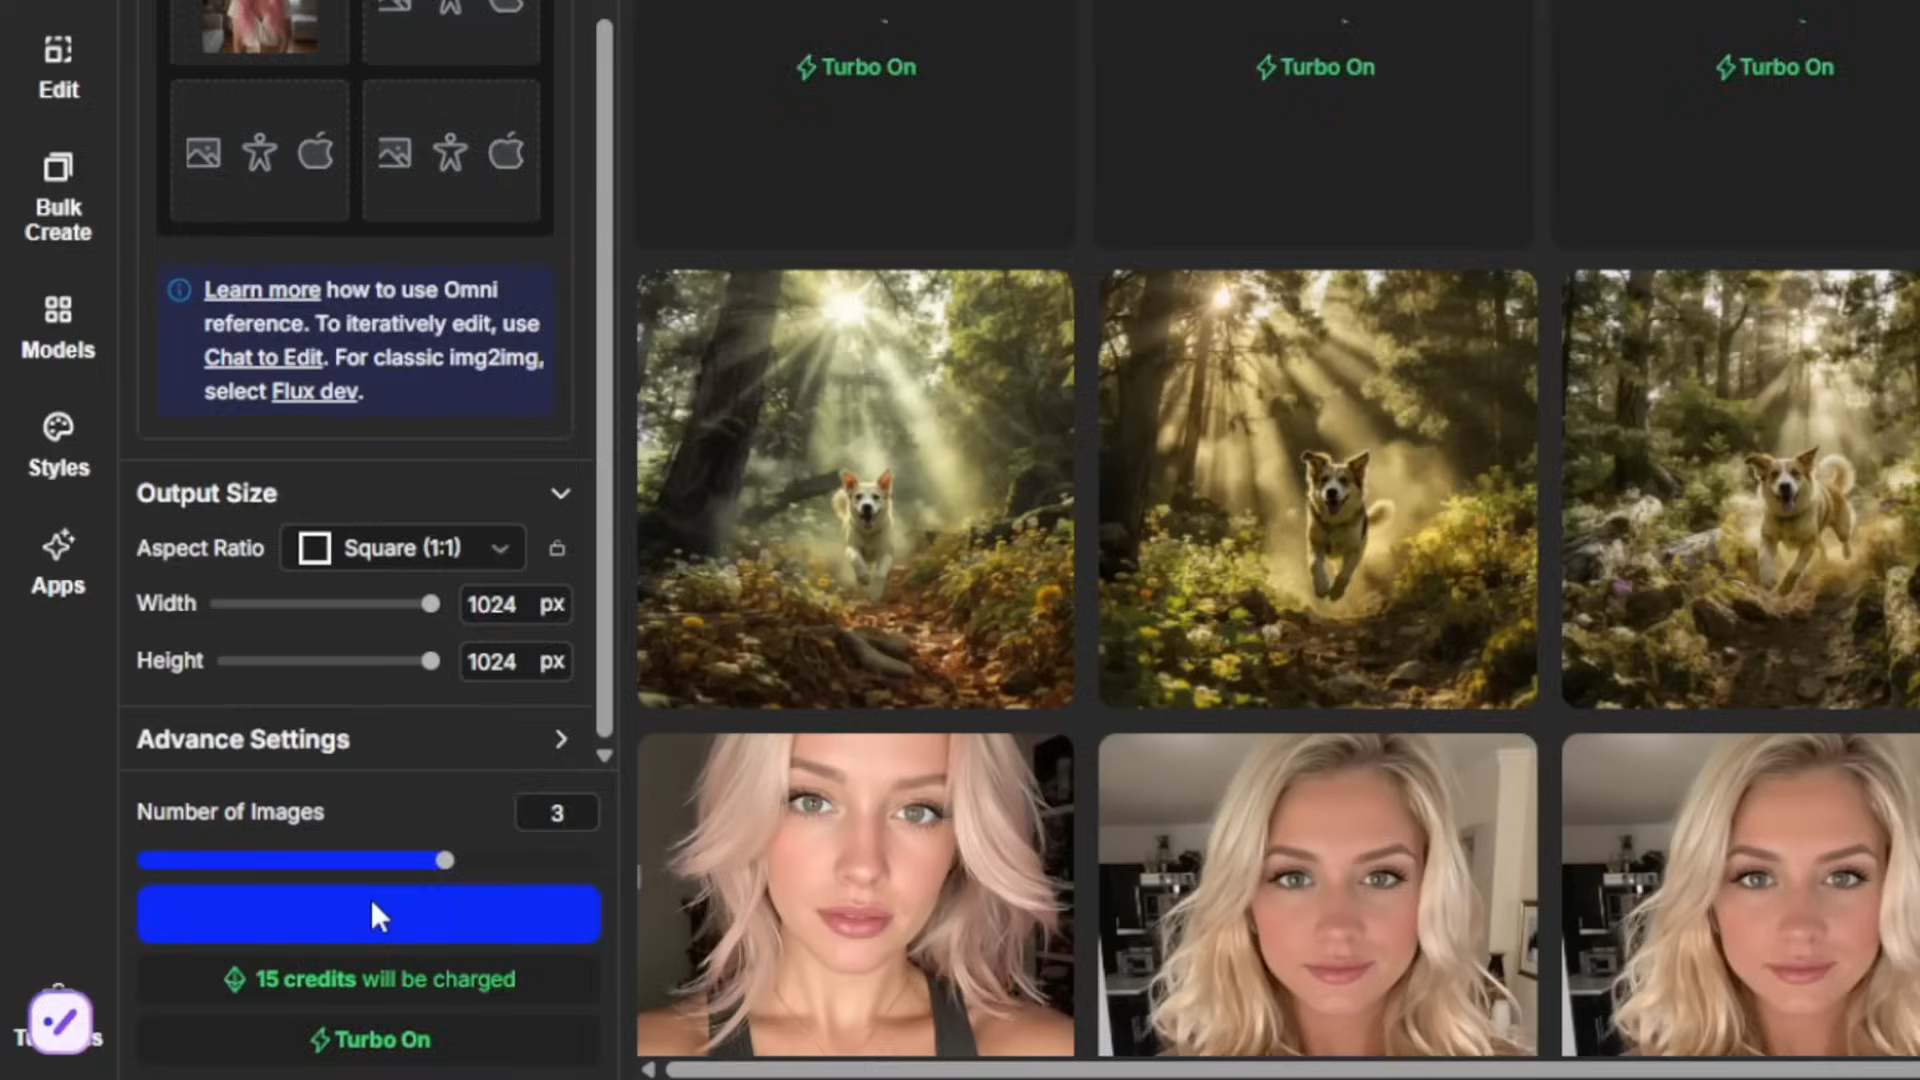 Edit
Bulk
Create
Models
Styles
Apps
Learn more how to use Omni
reference. To iteratively edit, use
Chat to Edit. For classic img2img,
select Flux dev.
Output Size
Aspect Ratio Square (1:1)
Width 1024 px
Height 1024 px
Advance Settings
Number of Images 3
15 credits will be charged
Turbo On
Turbo On
Turbo On
Turbo On